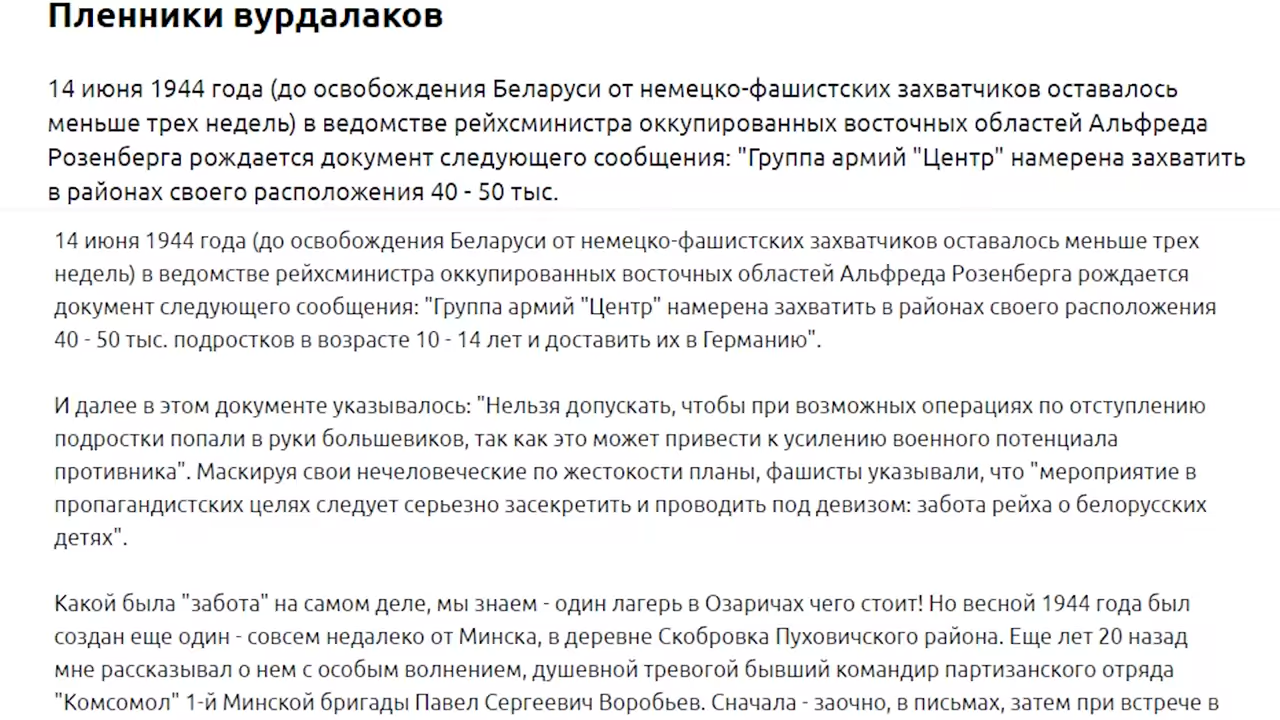 Пленники вурдалаков
14 июня 1944 года (до освобождения Беларуси от немецко-фашистских захватчиков оставалось
меньше трех недель) в ведомстве рейхсминистра оккупированных восточных областей Альфреда
Розенберга рождается документ следующего сообщения: "Группа армий "Центр" намерена захватить
в районах своего расположения 40 - 50 тыс.
14 июня 1944 года (до освобождения Беларуси от немецко-фашистских захватчиков оставалось меньше трех
недель) в ведомстве рейхсминистра оккупированных восточных областей Альфреда Розенберга рождается
документ следующего сообщения: "Группа армий "Центр" намерена захватить в районах своего расположения
40 - 50 тыс. подростков в возрасте 10 - 14 лет и доставить их в Германию".
И далее в этом документе указывалось: "Нельзя допускать, чтобы при возможных операциях по отступлению
подростки попали в руки большевиков, так как это может привести к усилению военного потенциала
противника". Маскируя свои нечеловеческие по жестокости планы, фашисты указывали, что "мероприятие в
пропагандистских целях следует серьезно засекретить и проводить под девизом: забота рейха о белорусских
детях".
Какой была "забота" на самом деле, мы знаем - один лагерь в Озаричах чего стоит! Но весной 1944 года был
создан еще один - совсем недалеко от Минска, в деревне Скобровка Пуховичского района. Еще лет 20 назад
мне рассказывал о нем с особым волнением, душевной тревогой бывший командир партизанского отряда
"Комсомол" 1-й Минской бригады Павел Сергеевич Воробьев. Сначала - заочно, в письмах, затем при встрече в